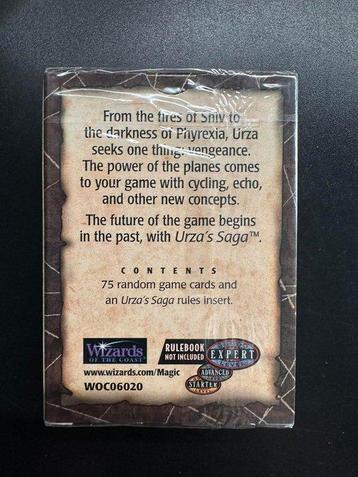 From the fires of Shiv to
the darkness of Phyrexia, Urza
seeks one thing: vengeance.
The power of the planes comes
to your game with cycling, echo,
and other new concepts.
The future of the game begins
in the past, with Urza's Saga™.
CONTENTS
75 random game cards and
an Urza's Saga rules insert.
Wizards
OF THE COAST
www.wizards.com/Magic
WOC06020
RULEBOOK
NOT INCLUDED
EXPERT
LEVEL
ADVANCED
STARTER